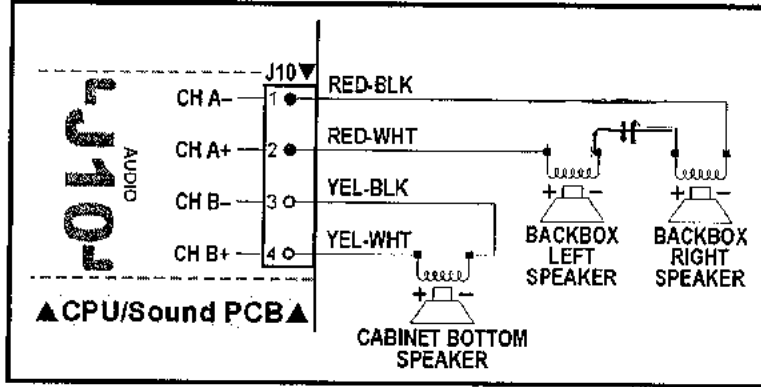 J10▼
CH A– 1 RED-BLK
CH A+ 2 RED-WHT
CH B– 3 YEL-BLK
CH B+ 4 YEL-WHT
J10
AUDIO
+ –
BACKBOX
LEFT
SPEAKER
+ –
BACKBOX
RIGHT
SPEAKER
+ –
CABINET BOTTOM
SPEAKER
▲CPU/Sound PCB▲